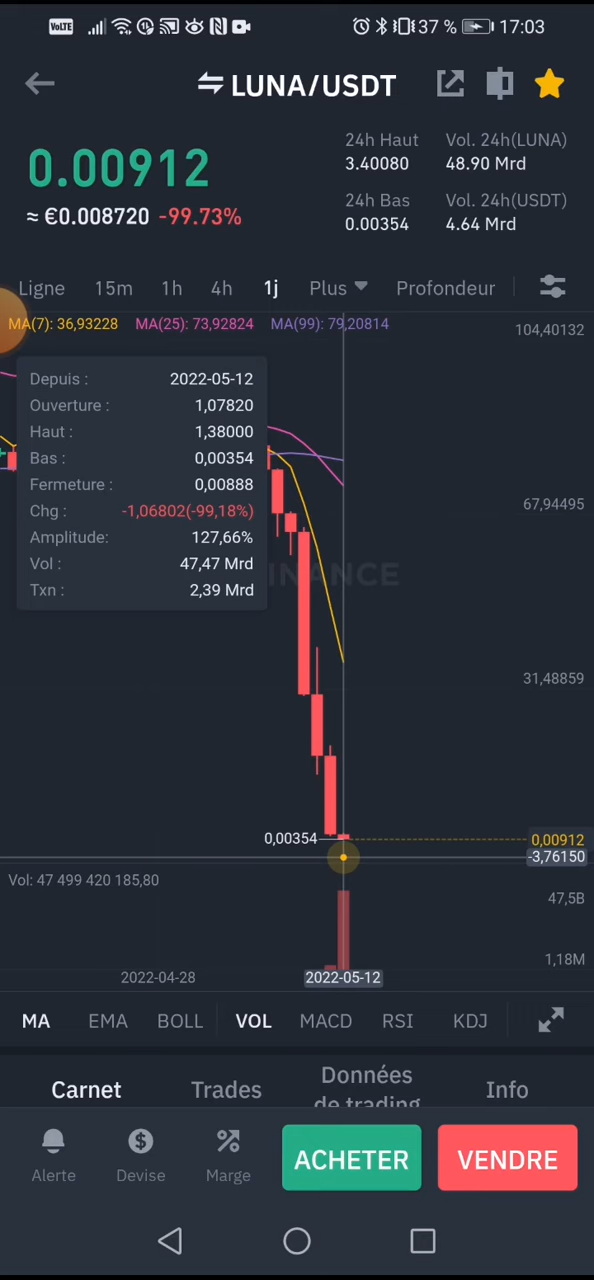 VoLTE 37 % 17:03
LUNA/USDT
0.00912
≈ €0.008720 -99.73%
24h Haut
3.40080
Vol. 24h(LUNA)
48.90 Mrd
24h Bas
0.00354
Vol. 24h(USDT)
4.64 Mrd
Ligne 15m 1h 4h 1j Plus Profondeur
MA(7): 36,93228 MA(25): 73,92824 MA(99): 79,20814
104,40132
Depuis : 2022-05-12
Ouverture : 1,07820
Haut : 1,38000
Bas : 0,00354
Fermeture : 0,00888
Chg : -1,06802(-99,18%)
Amplitude: 127,66%
Vol : 47,47 Mrd
Txn : 2,39 Mrd
67,94495
INANCE
31,48859
0,00354
0,00912
-3,76150
Vol: 47 499 420 185,80
47,5B
1,18M
2022-04-28 2022-05-12
MA EMA BOLL VOL MACD RSI KDJ
Carnet Trades Données de trading Info
Alerte Devise Marge ACHETER VENDRE